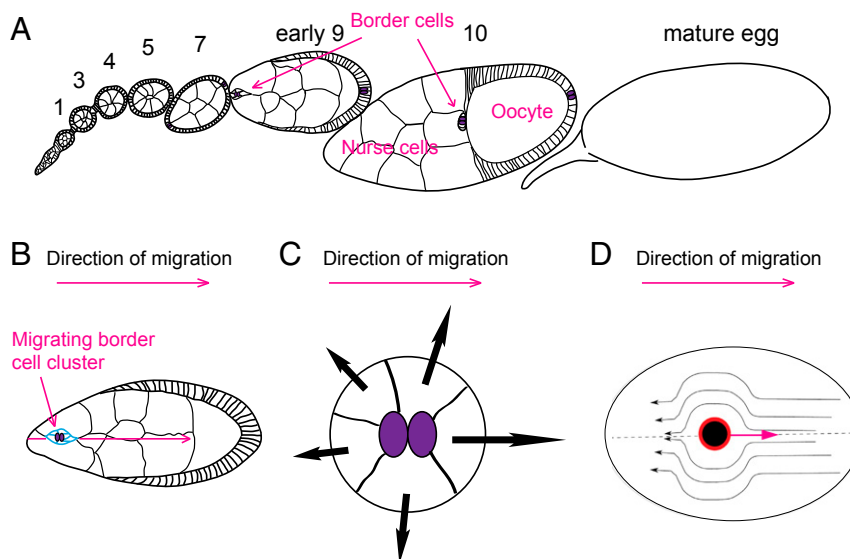 A
1
3
4
5
7
early 9
Border cells
10
mature egg
Nurse cells
Oocyte
B
Direction of migration
Migrating border
cell cluster
C
Direction of migration
D
Direction of migration